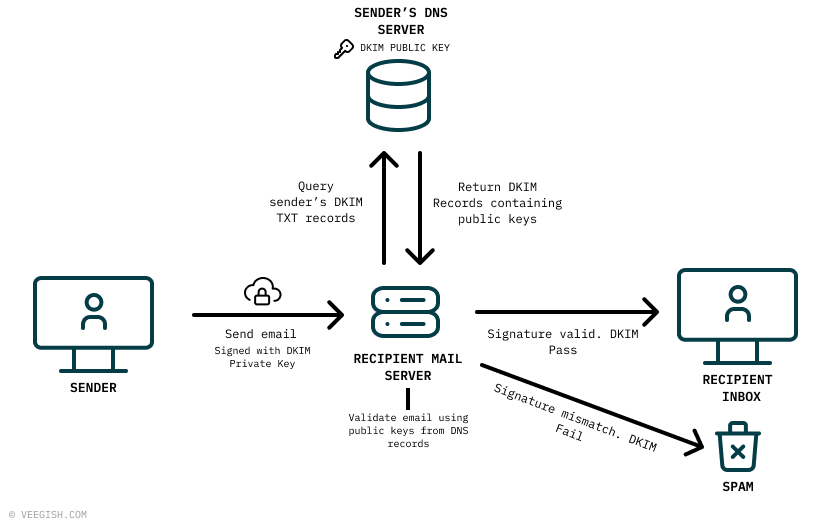 SENDER’S DNS
SERVER
DKIM PUBLIC KEY
Query
sender’s DKIM
TXT records
Return DKIM
Records containing
public keys
Send email
Signed with DKIM
Private Key
SENDER
RECIPIENT MAIL
SERVER
Validate email using
public keys from DNS
records
Signature valid. DKIM
Pass
RECIPIENT
INBOX
Signature mismatch. DKIM
Fail
SPAM
© VEEGISH.COM